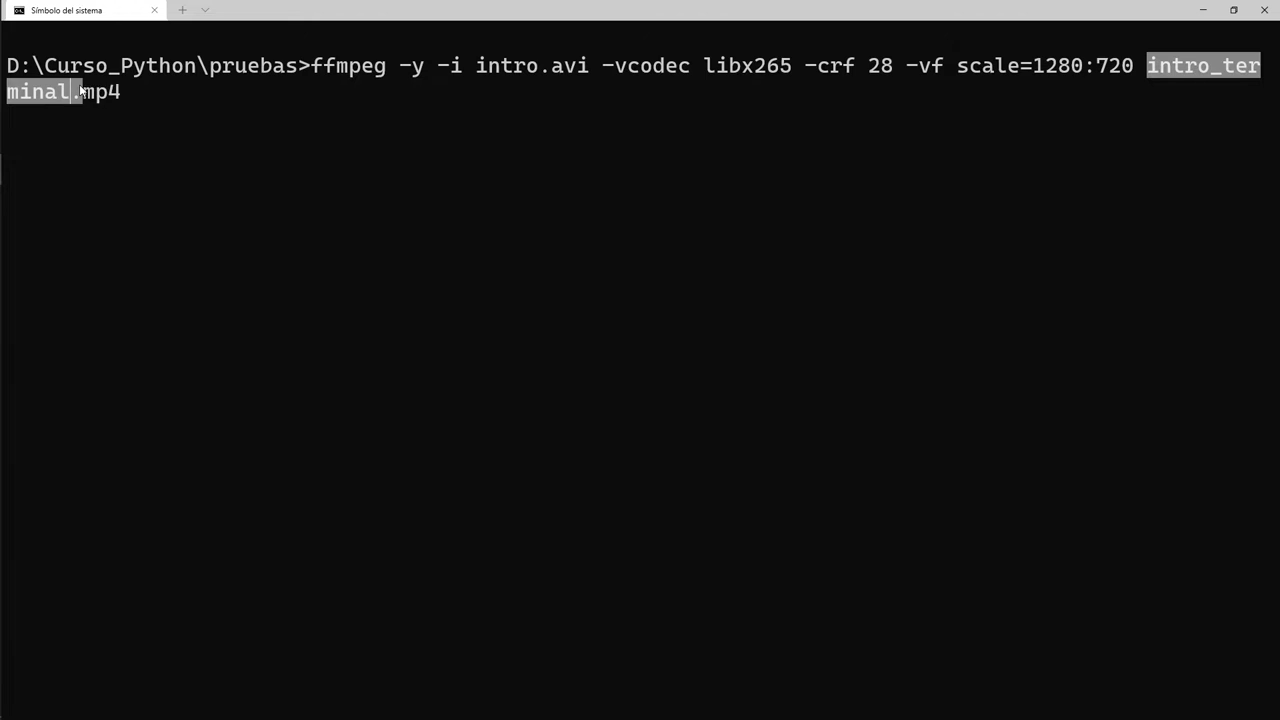 Símbolo del sistema
D:\Curso_Python\pruebas>ffmpeg -y -i intro.avi -vcodec libx265 -crf 28 -vf scale=1280:720 intro_ter
minal.mp4